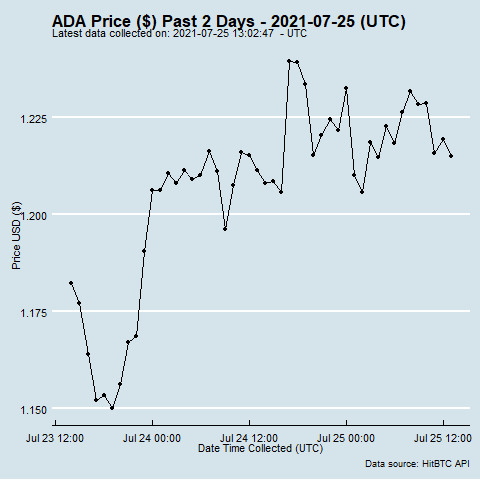 ADA Price ($) Past 2 Days - 2021-07-25 (UTC)
Latest data collected on: 2021-07-25 13:02:47 - UTC
Price USD ($)
1.225
1.200
1.175
1.150
Jul 23 12:00 Jul 24 00:00 Jul 24 12:00 Jul 25 00:00 Jul 25 12:00
Date Time Collected (UTC)
Data source: HitBTC API